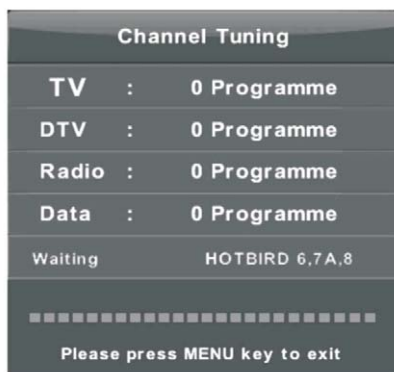 Channel Tuning
TV : 0 Programme
DTV : 0 Programme
Radio : 0 Programme
Data : 0 Programme
Waiting HOTBIRD 6,7A,8
Please press MENU key to exit